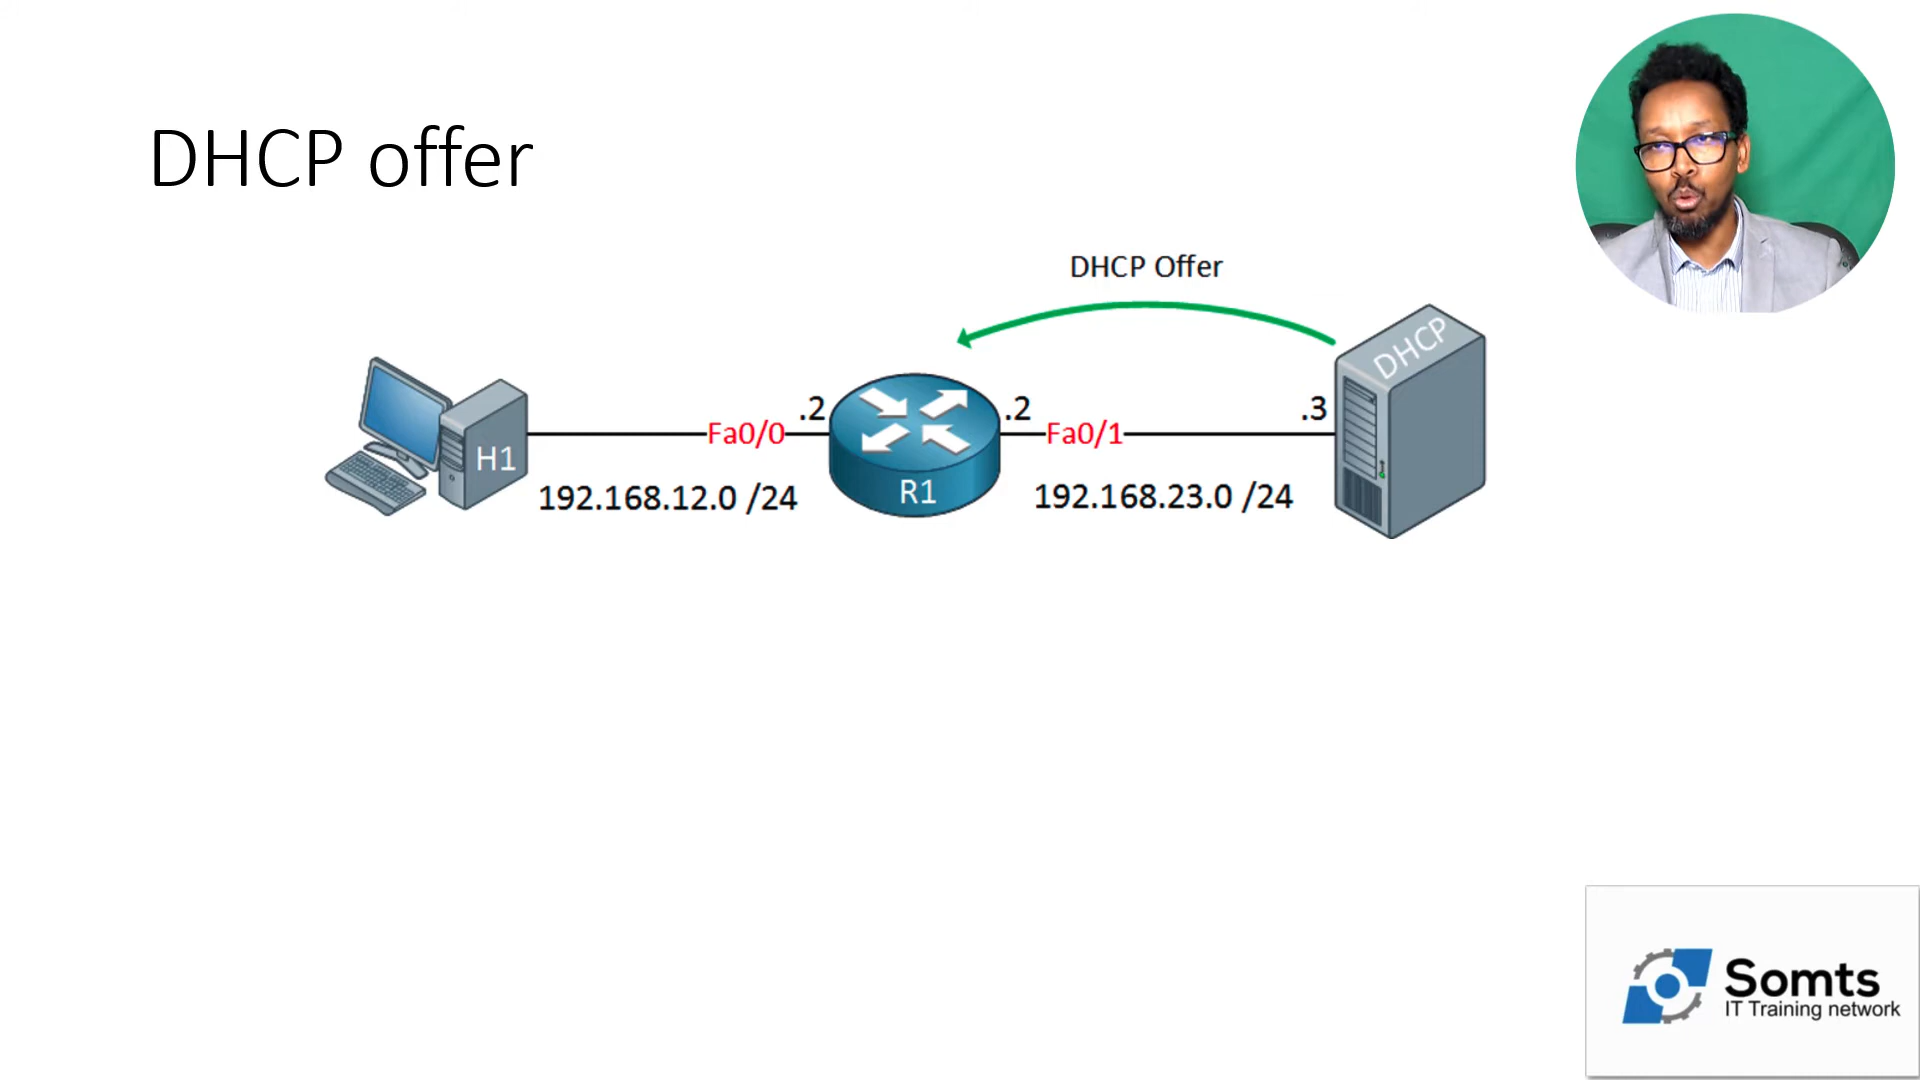 DHCP offer
DHCP Offer
DHCP
.2
.2
.3
Fa0/0
Fa0/1
H1
R1
192.168.12.0 /24
192.168.23.0 /24
Somts
IT Training network